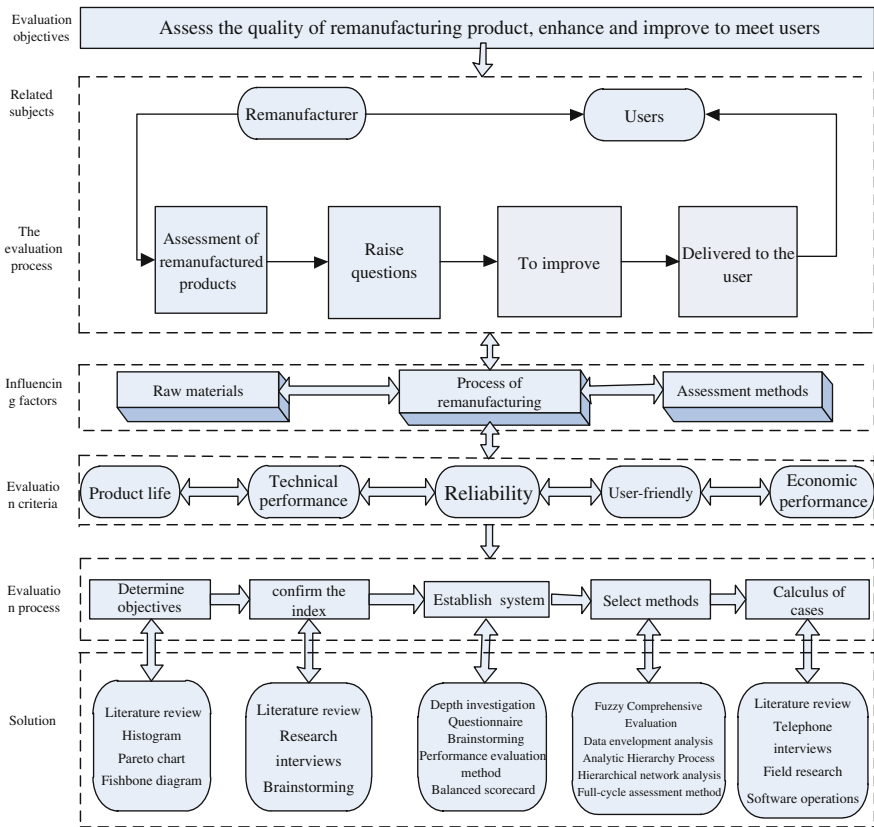 Evaluation
objectives
Assess the quality of remanufacturing product, enhance and improve to meet users
Related
subjects
Remanufacturer
Users
The
evaluation
process
Assessment of
remanufactured
products
Raise
questions
To improve
Delivered to the
user
Influencin
g factors
Raw materials
Process of
remanufacturing
Assessment methods
Evaluatio
n criteria
Product life
Technical
performance
Reliability
User-friendly
Economic
performance
Evaluatio
n process
Determine
objectives
confirm the
index
Establish system
Select methods
Calculus of
cases
Solution
Literature review
Histogram
Pareto chart
Fishbone diagram
Literature review
Research
interviews
Brainstorming
Depth investigation
Questionnaire
Brainstorming
Performance evaluation
method
Balanced scorecard
Fuzzy Comprehensive
Evaluation
Data envelopment analysis
Analytic Hierarchy Process
Hierarchical network analysis
Full-cycle assessment method
Literature review
Telephone
interviews
Field research
Software operations